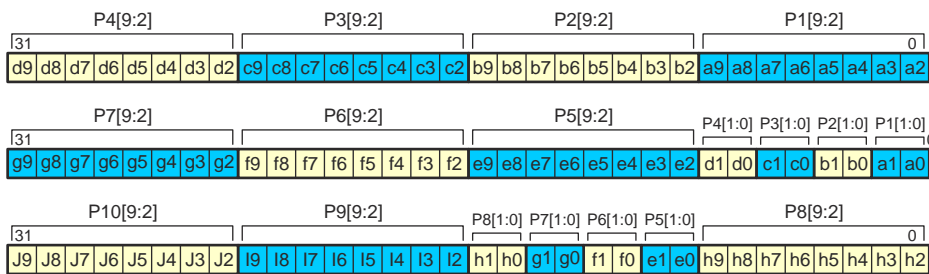 P4[9:2] P3[9:2] P2[9:2] P1[9:2]
31 0
d9 d8 d7 d6 d5 d4 d3 d2 c9 c8 c7 c6 c5 c4 c3 c2 b9 b8 b7 b6 b5 b4 b3 b2 a9 a8 a7 a6 a5 a4 a3 a2
P7[9:2] P6[9:2] P5[9:2] P4[1:0] P3[1:0] P2[1:0] P1[1:0]
31 0
g9 g8 g7 g6 g5 g4 g3 g2 f9 f8 f7 f6 f5 f4 f3 f2 e9 e8 e7 e6 e5 e4 e3 e2 d1 d0 c1 c0 b1 b0 a1 a0
P10[9:2] P9[9:2] P8[1:0] P7[1:0] P6[1:0] P5[1:0] P8[9:2]
31 0
J9 J8 J7 J6 J5 J4 J3 J2 I9 I8 I7 I6 I5 I4 I3 I2 h1 h0 g1 g0 f1 f0 e1 e0 h9 h8 h7 h6 h5 h4 h3 h2